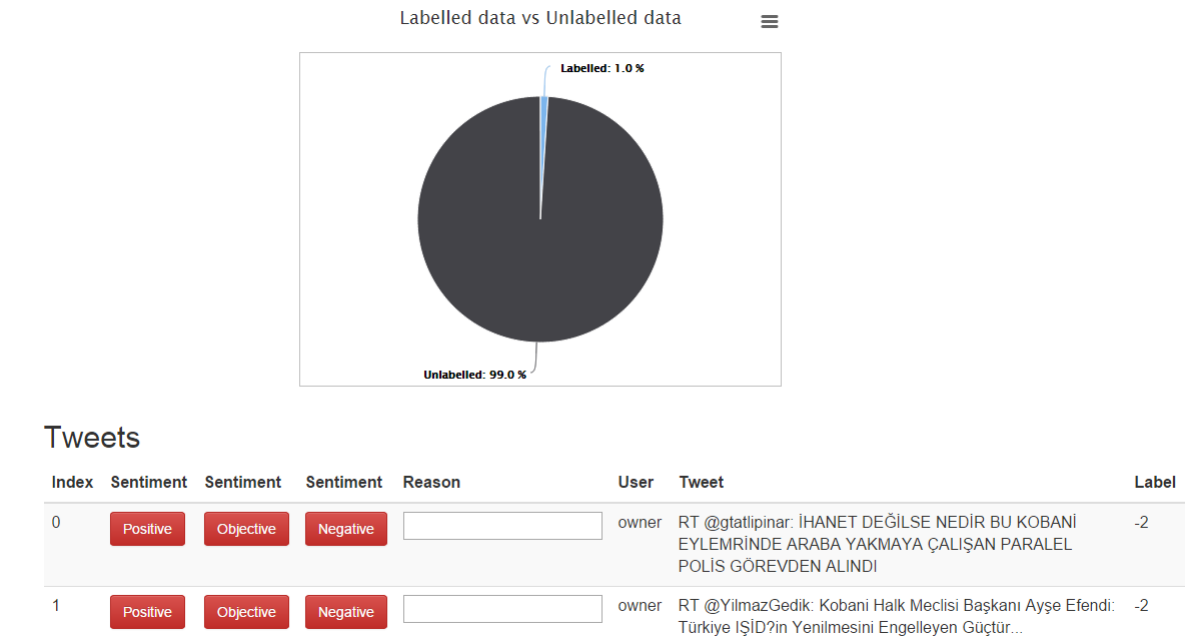 Labelled data vs Unlabelled data
Labelled: 1.0 %
Unlabelled: 99.0 %
Tweets
Index Sentiment Sentiment Sentiment Reason User Tweet Label
0 Positive Objective Negative owner RT @gtatlipinar: İHANET DEĞİLSE NEDİR BU KOBANİ -2
EYLEMRİNDE ARABA YAKMAYA ÇALIŞAN PARALEL
POLİS GÖREVDEN ALINDI
1 Positive Objective Negative owner RT @YilmazGedik: Kobani Halk Meclisi Başkanı Ayşe Efendi: -2
Türkiye IŞİD?in Yenilmesini Engelleyen Güçtür...